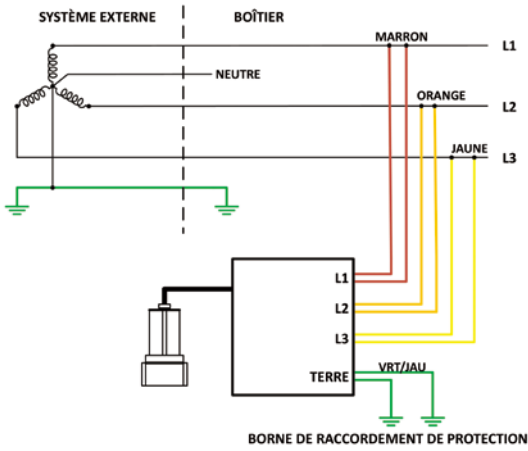 SYSTÈME EXTERNE
BOÎTIER
MARRON
L1
NEUTRE
ORANGE
L2
JAUNE
L3
L1
L2
L3
TERRE
VRT/JAU
BORNE DE RACCORDEMENT DE PROTECTION